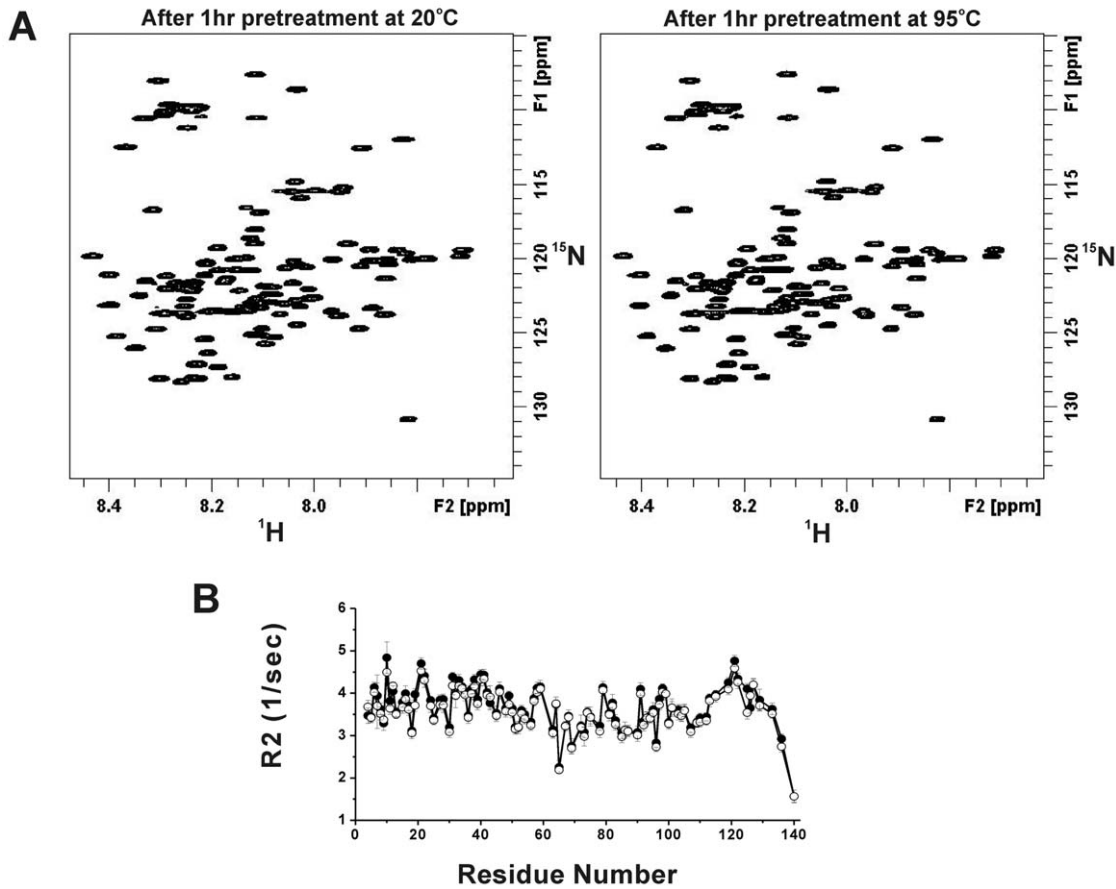 A
After 1hr pretreatment at 20°C
After 1hr pretreatment at 95°C
F1 [ppm]
115
120
125
130
15N
8.4
8.2
8.0
F2 [ppm]
1H
F1 [ppm]
115
120
125
130
15N
8.4
8.2
8.0
F2 [ppm]
1H
B
R2 (1/sec)
6
5
4
3
2
1
0 20 40 60 80 100 120 140
Residue Number